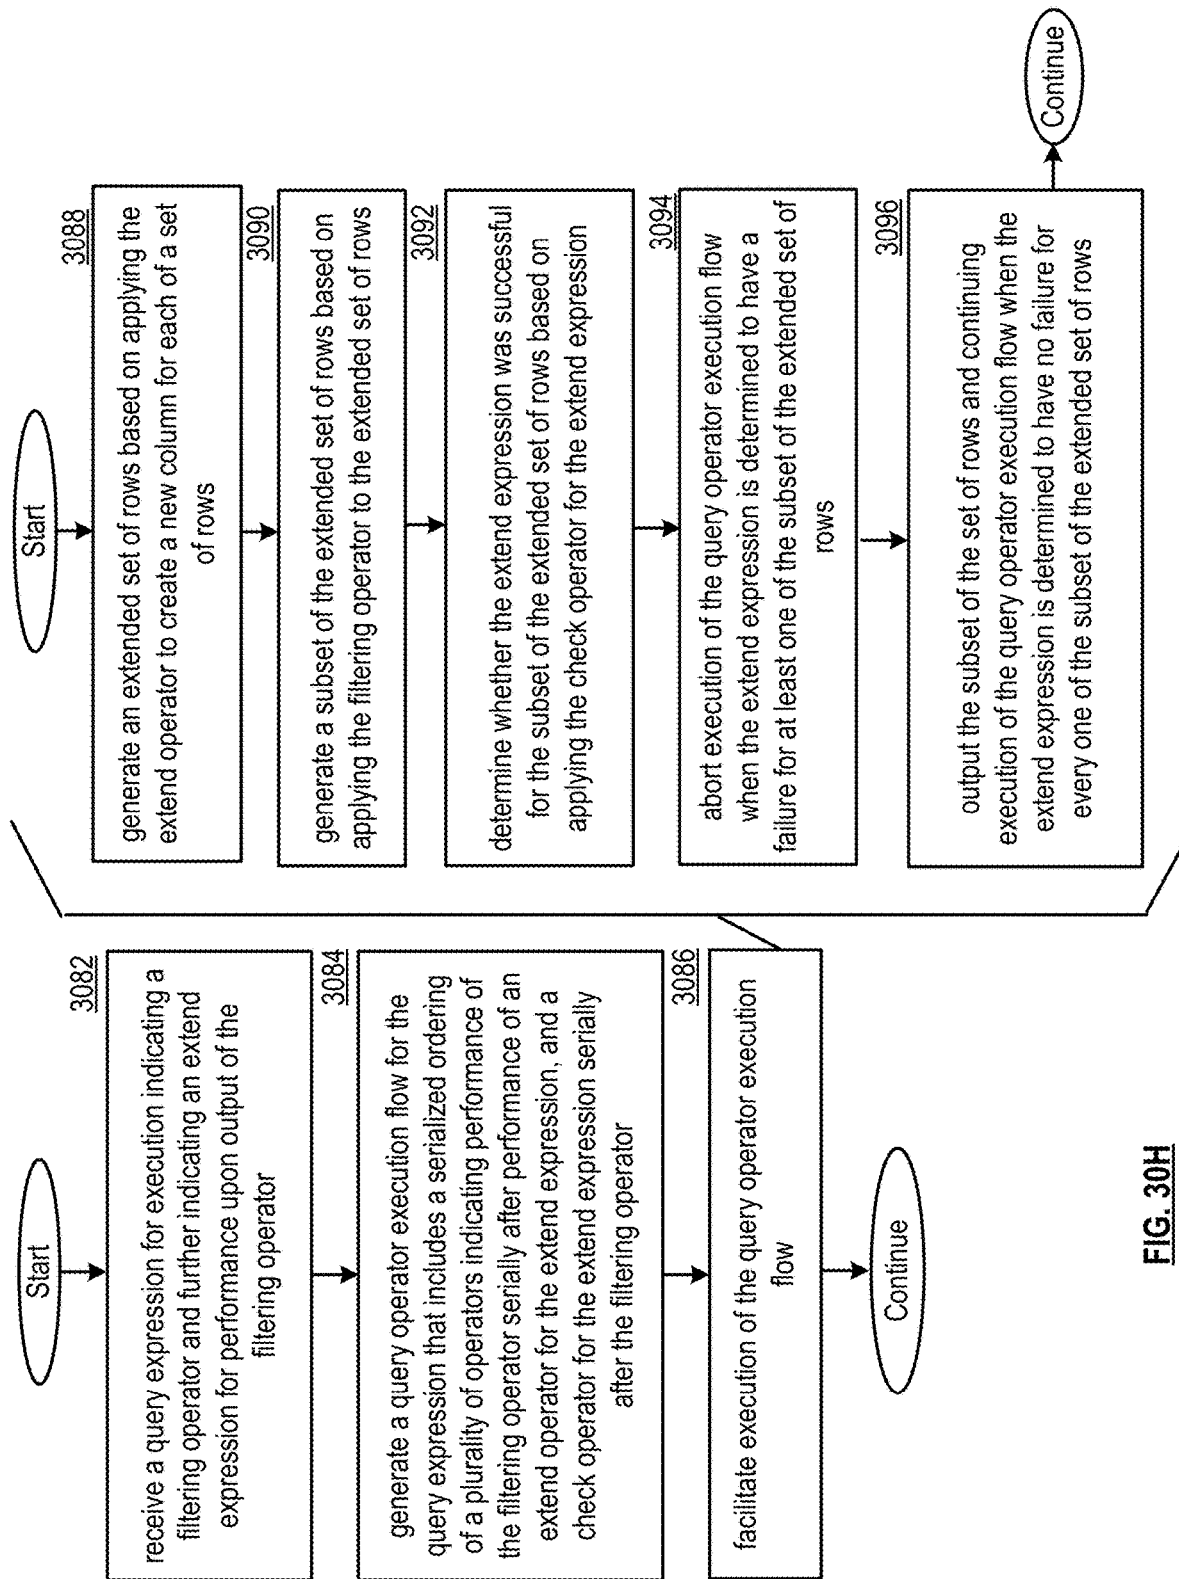 Start
3082
receive a query expression for execution indicating a
filtering operator and further indicating an extend
expression for performance upon output of the
filtering operator
3084
generate a query operator execution flow for the
query expression that includes a serialized ordering
of a plurality of operators indicating performance of
the filtering operator serially after performance of an
extend operator for the extend expression, and a
check operator for the extend expression serially
after the filtering operator
3086
facilitate execution of the query operator execution
flow
Continue
Start
3088
generate an extended set of rows based on applying the
extend operator to create a new column for each of a set
of rows
3090
generate a subset of the extended set of rows based on
applying the filtering operator to the extended set of rows
3092
determine whether the extend expression was successful
for the subset of the extended set of rows based on
applying the check operator for the extend expression
3094
abort execution of the query operator execution flow
when the extend expression is determined to have a
failure for at least one of the subset of the extended set of
rows
3096
output the subset of the set of rows and continuing
execution of the query operator execution flow when the
extend expression is determined to have no failure for
every one of the subset of the extended set of rows
Continue
FIG. 30H